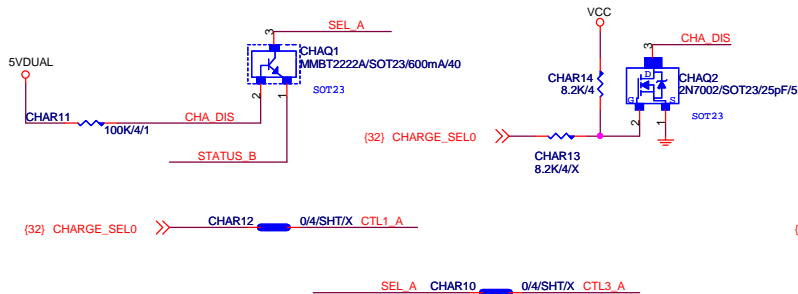 SEL_A
VCC
3
3
CHA_DIS
5VDUAL
CHAQ1
MMBT2222A/SOT23/600mA/40
SOT23
CHAR14
8.2K/4
D
G
S
CHAQ2
2N7002/SOT23/25pF/5
SOT23
2
1
2
1
CHAR11
100K/4/1
CHA_DIS
{32} CHARGE_SEL0
CHAR13
8.2K/4/X
STATUS_B
{32} CHARGE_SEL0
CHAR12
0/4/SHT/X
CTL1_A
{
SEL_A
CHAR10
0/4/SHT/X
CTL3_A